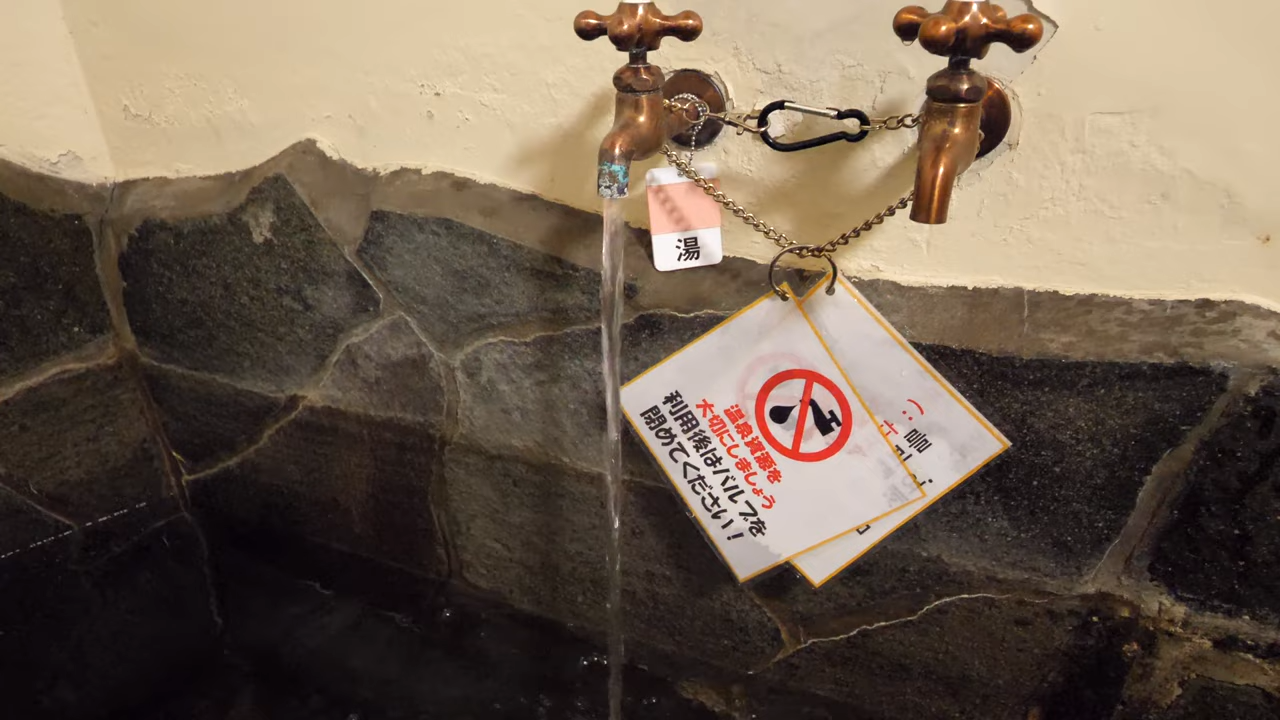 湯
温泉資源を
大切にしましょう
利用後はバルブを
閉めてください！